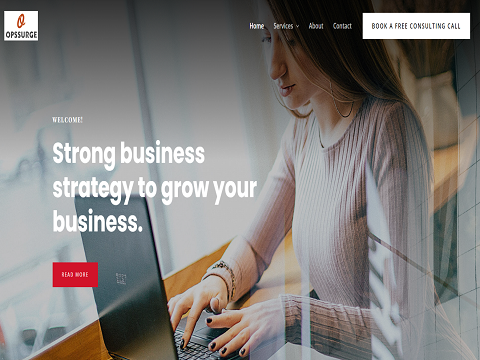 OPSSURGE
Home Services About Contact BOOK A FREE CONSULTING CALL
WELCOME!
Strong business
strategy to grow your
business.
READ MORE